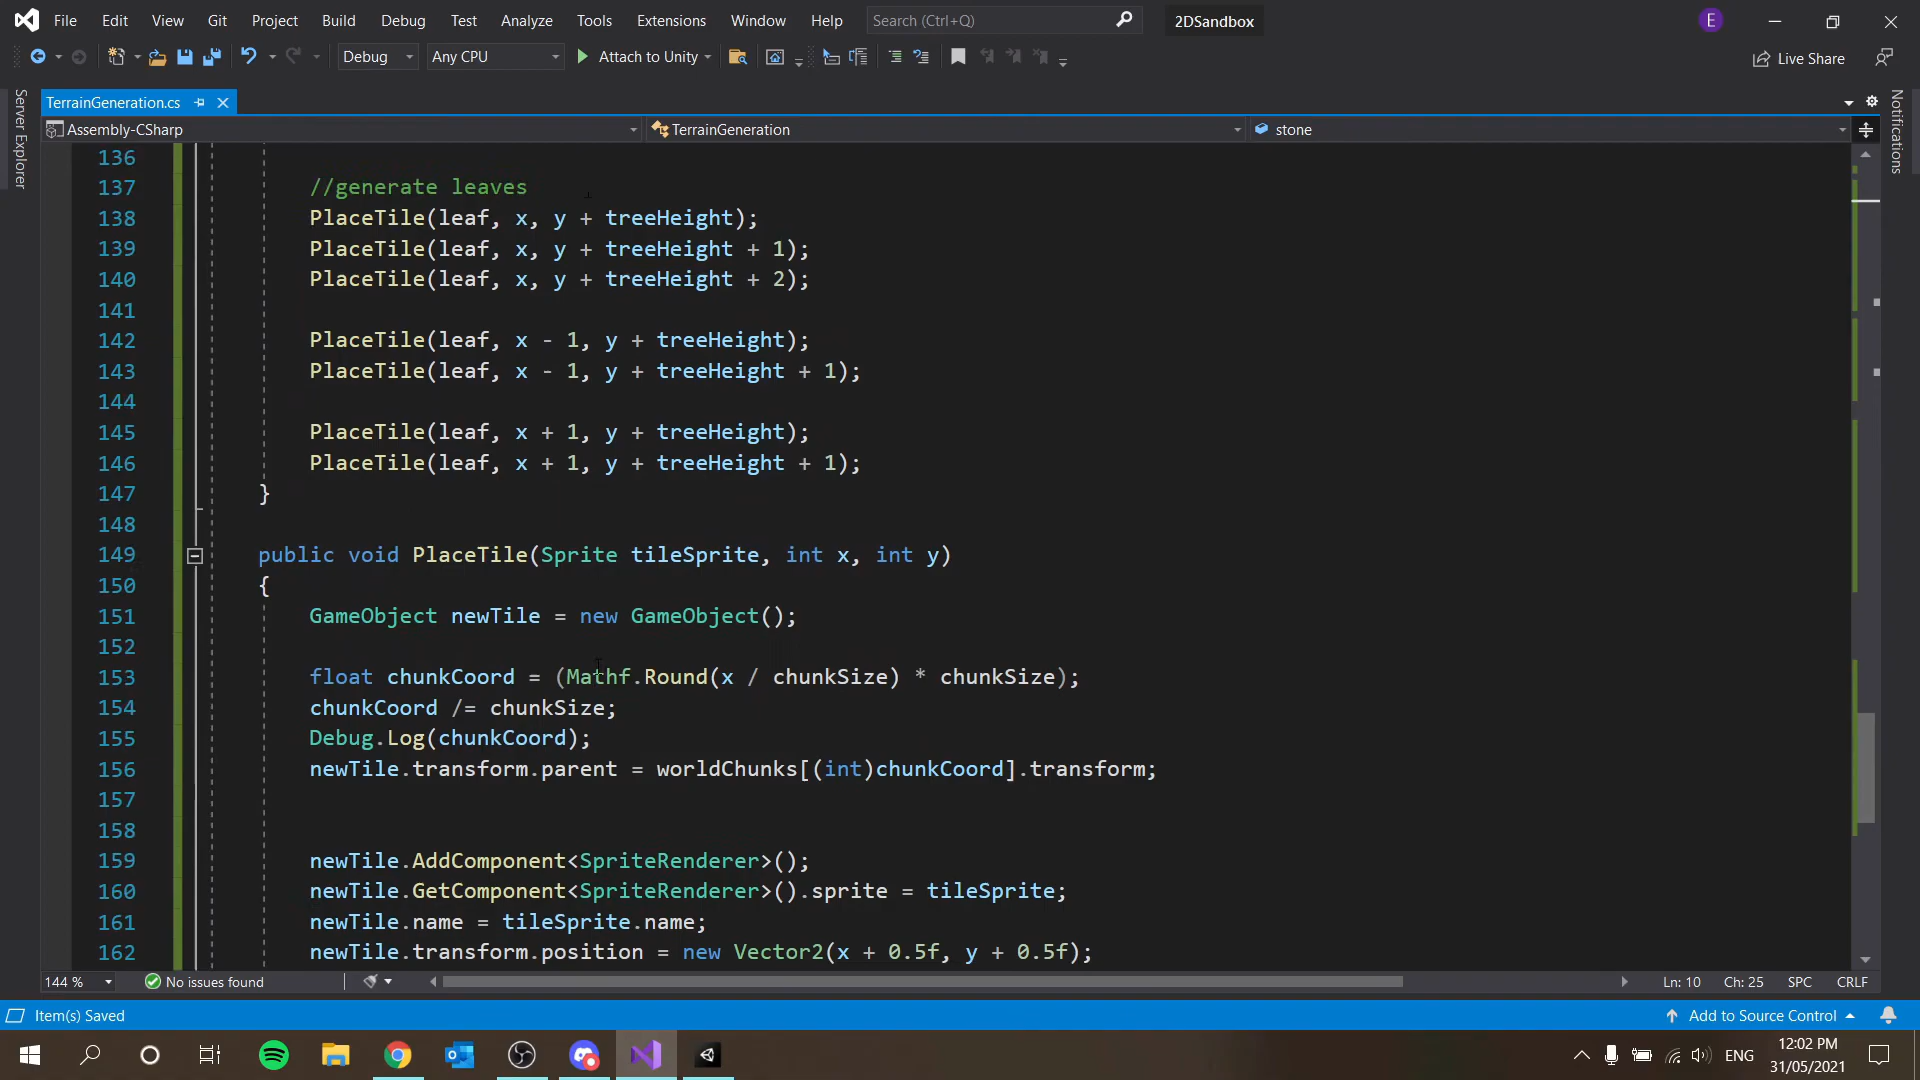 File Edit View Git Project Build Debug Test Analyze Tools Extensions Window Help Search (Ctrl+Q) 2DSandbox E
Debug Any CPU Attach to Unity Live Share
Server Explorer
TerrainGeneration.cs
Notifications
Assembly-CSharp TerrainGeneration stone
136
137 //generate leaves
138 PlaceTile(leaf, x, y + treeHeight);
139 PlaceTile(leaf, x, y + treeHeight + 1);
140 PlaceTile(leaf, x, y + treeHeight + 2);
141
142 PlaceTile(leaf, x - 1, y + treeHeight);
143 PlaceTile(leaf, x - 1, y + treeHeight + 1);
144
145 PlaceTile(leaf, x + 1, y + treeHeight);
146 PlaceTile(leaf, x + 1, y + treeHeight + 1);
147 }
148
149 public void PlaceTile(Sprite tileSprite, int x, int y)
150 {
151 GameObject newTile = new GameObject();
152
153 float chunkCoord = (Mathf.Round(x / chunkSize) * chunkSize);
154 chunkCoord /= chunkSize;
155 Debug.Log(chunkCoord);
156 newTile.transform.parent = worldChunks[(int)chunkCoord].transform;
157
158
159 newTile.AddComponent<SpriteRenderer>();
160 newTile.GetComponent<SpriteRenderer>().sprite = tileSprite;
161 newTile.name = tileSprite.name;
162 newTile.transform.position = new Vector2(x + 0.5f, y + 0.5f);
144 % No issues found Ln: 10 Ch: 25 SPC CRLF
Item(s) Saved Add to Source Control
ENG 12:02 PM
31/05/2021